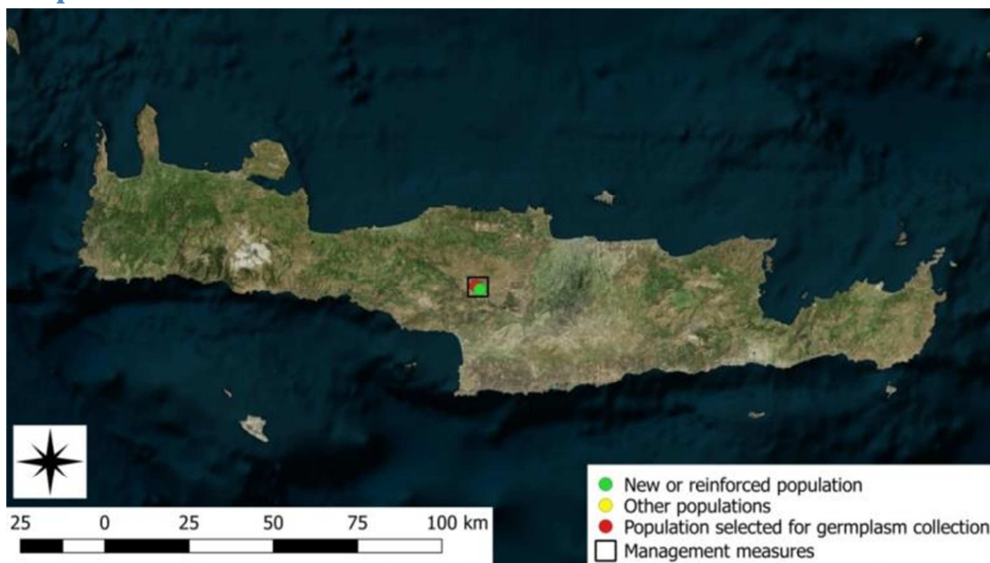 New or reinforced population
Other populations
Population selected for germplasm collection
Management measures
25 0 25 50 75 100 km